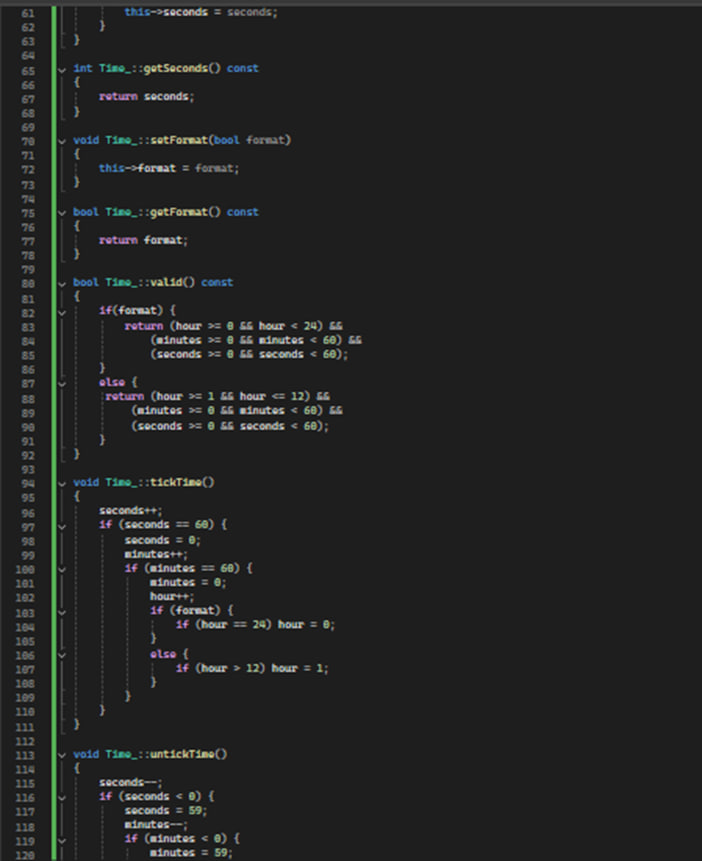 61 this->seconds = seconds;
62 }
63 }
64
65 int Time_::getSeconds() const
66 {
67 return seconds;
68 }
69
70 void Time_::setFormat(bool format)
71 {
72 this->format = format;
73 }
74
75 bool Time_::getFormat() const
76 {
77 return format;
78 }
79
80 bool Time_::valid() const
81 {
82 if(format) {
83 return (hour >= 0 && hour < 24) &&
84 (minutes >= 0 && minutes < 60) &&
85 (seconds >= 0 && seconds < 60);
86 }
87 else {
88 return (hour >= 1 && hour <= 12) &&
89 (minutes >= 0 && minutes < 60) &&
90 (seconds >= 0 && seconds < 60);
91 }
92 }
93
94 void Time_::tickTime()
95 {
96 seconds++;
97 if (seconds == 60) {
98 seconds = 0;
99 minutes++;
100 if (minutes == 60) {
101 minutes = 0;
102 hour++;
103 if (format) {
104 if (hour == 24) hour = 0;
105 }
106 else {
107 if (hour > 12) hour = 1;
108 }
109 }
110 }
111 }
112
113 void Time_::untickTime()
114 {
115 seconds--;
116 if (seconds < 0) {
117 seconds = 59;
118 minutes--;
119 if (minutes < 0) {
120 minutes = 59;